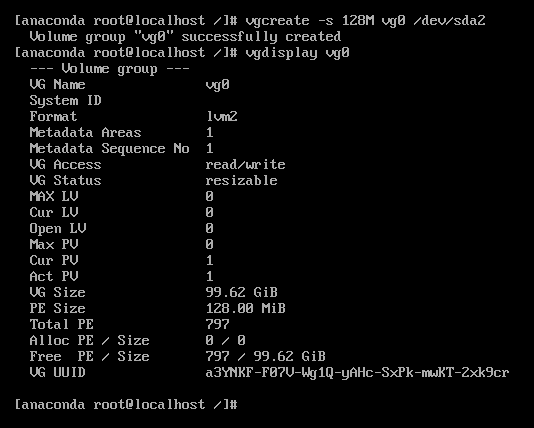 [anaconda root@localhost /]# vgcreate -s 128M vg0 /dev/sda2
  Volume group "vg0" successfully created
[anaconda root@localhost /]# vgdisplay vg0
  --- Volume group ---
  VG Name               vg0
  System ID
  Format                lvm2
  Metadata Areas        1
  Metadata Sequence No  1
  VG Access             read/write
  VG Status             resizable
  MAX LV                0
  Cur LV                0
  Open LV               0
  Max PV                0
  Cur PV                1
  Act PV                1
  VG Size               99.62 GiB
  PE Size               128.00 MiB
  Total PE              797
  Alloc PE / Size       0 / 0
  Free  PE / Size       797 / 99.62 GiB
  VG UUID               a3YNKF-F07V-Wg1Q-yAHc-SxPk-mwKT-2xk9cr

[anaconda root@localhost /]#